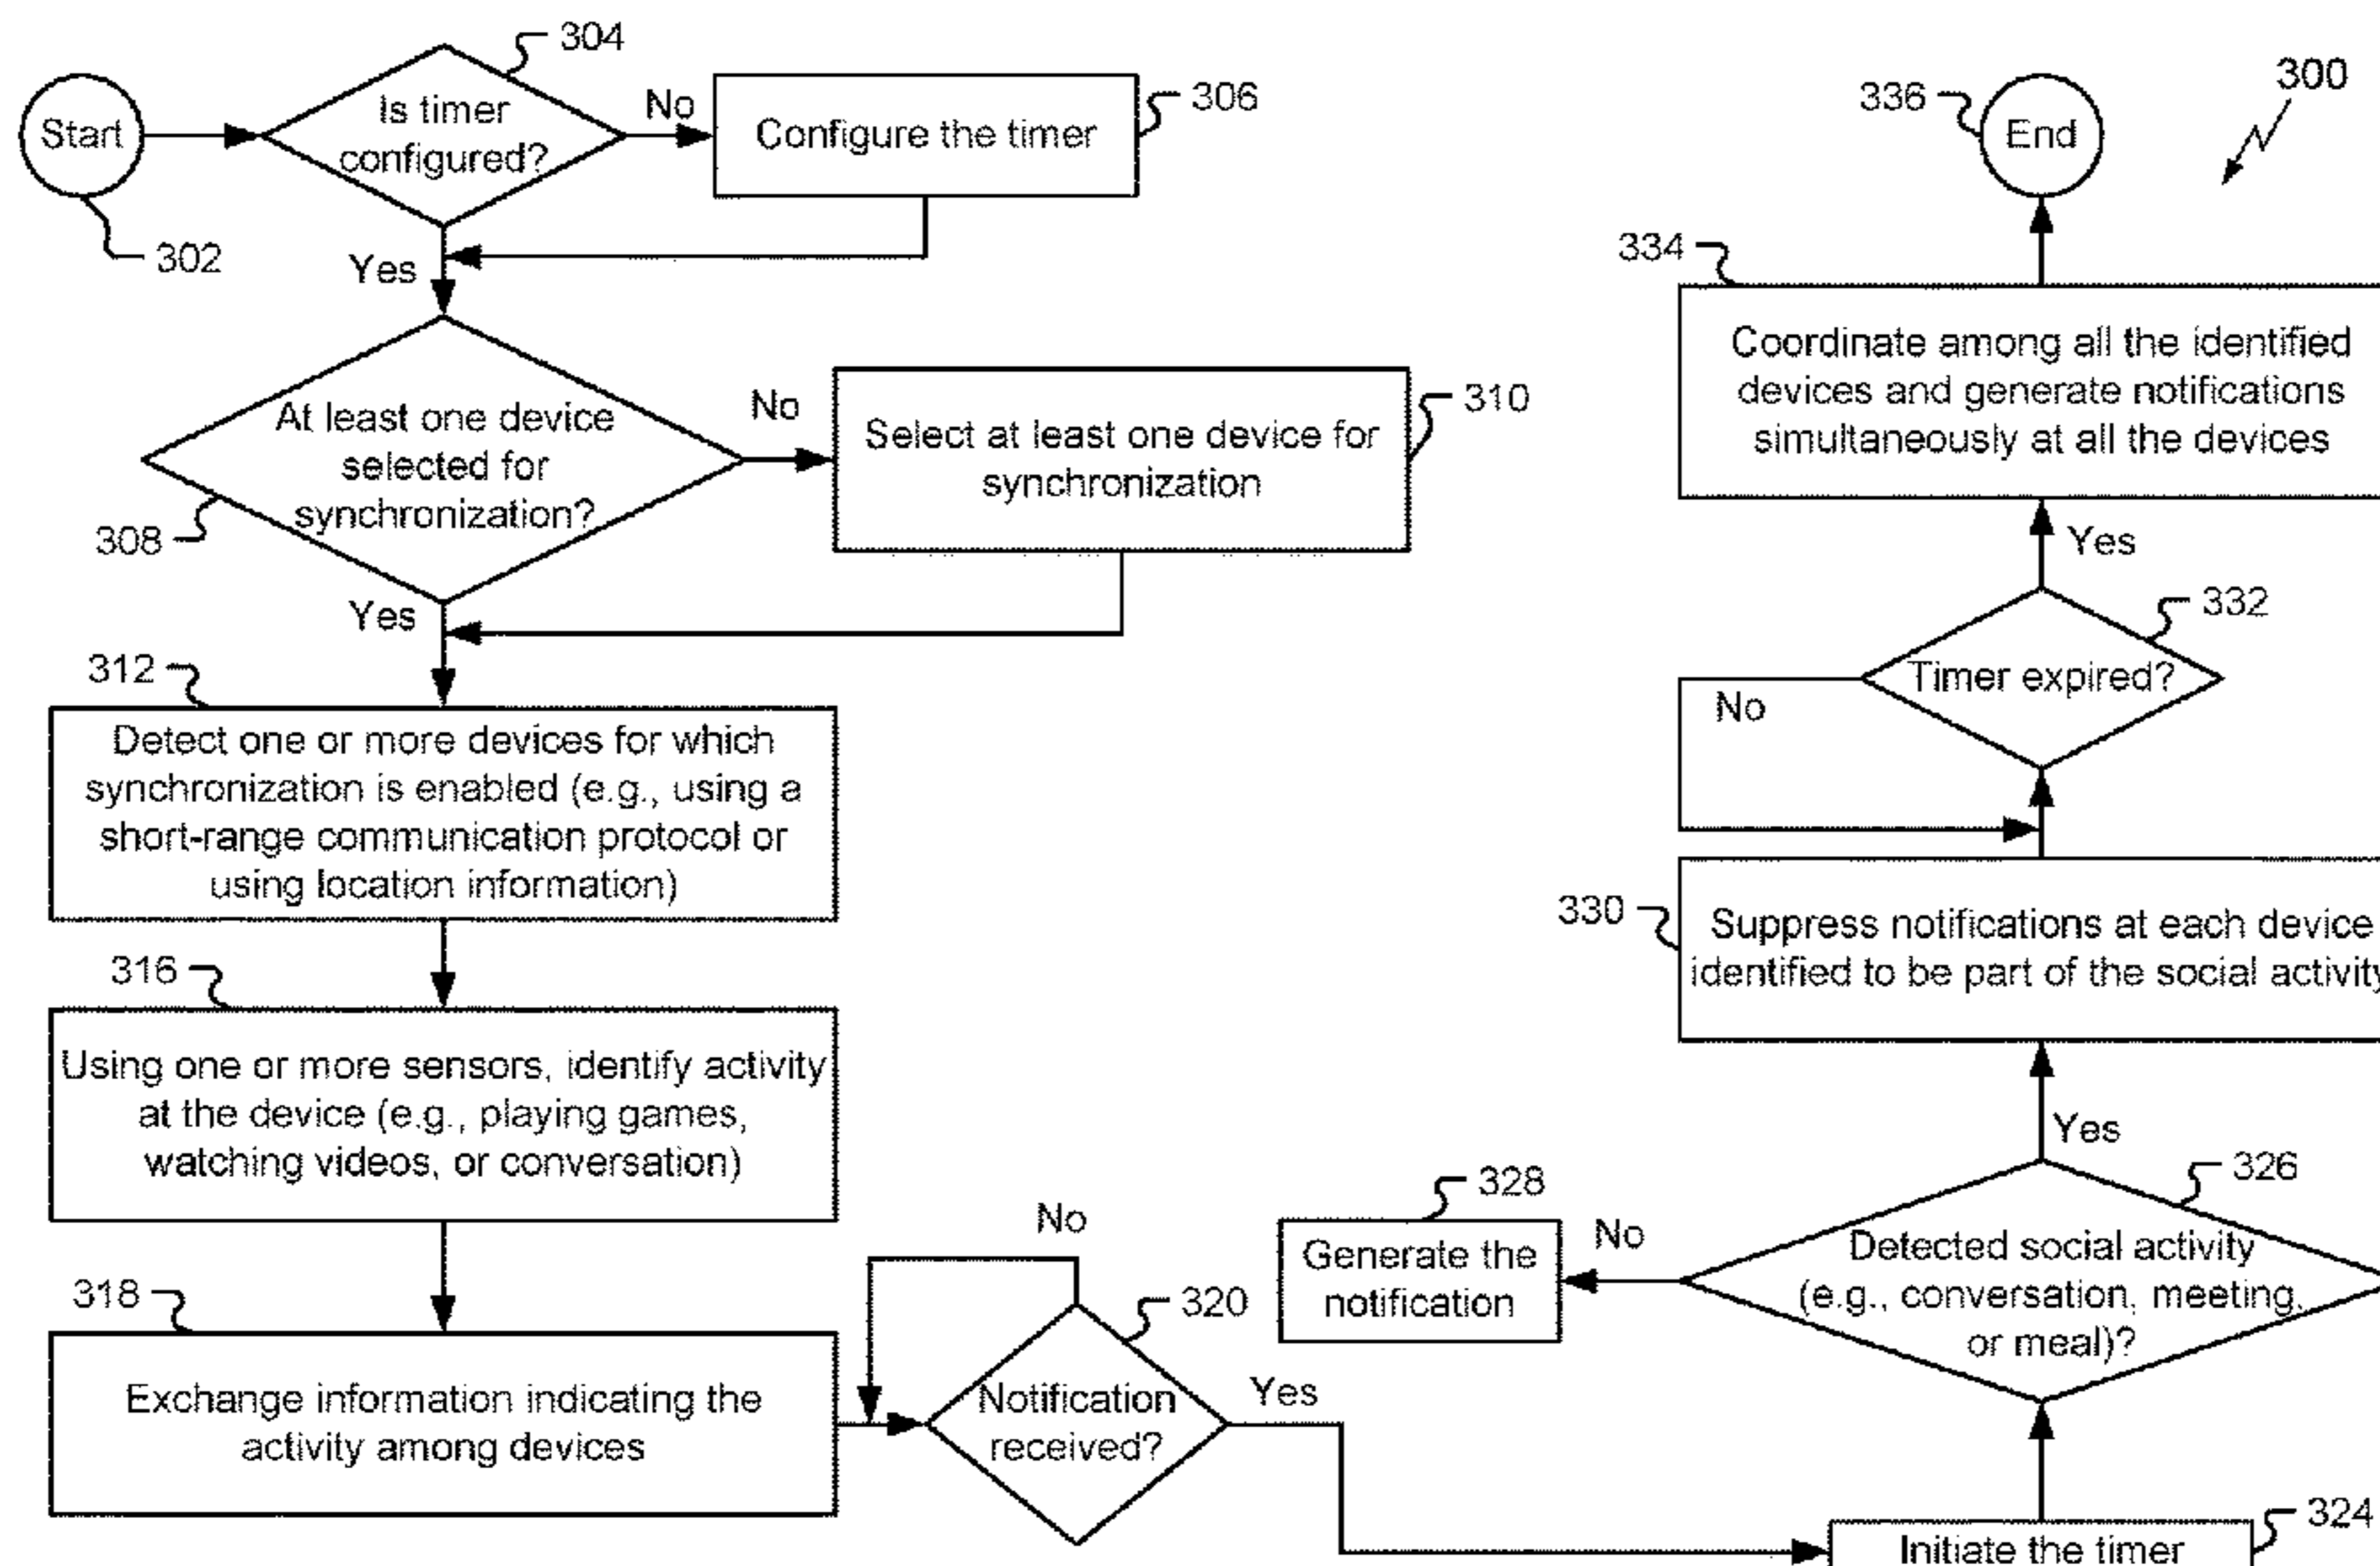 304
Start
Is timer
configured?
No
Configure the timer
306
302
Yes
At least one device
selected for
synchronization?
No
Select at least one device for
synchronization
310
308
Yes
312
Detect one or more devices for which
synchronization is enabled (e.g., using a
short-range communication protocol or
using location information)
316
Using one or more sensors, identify activity
at the device (e.g., playing games,
watching videos, or conversation)
318
Exchange information indicating the
activity among devices
No
320
Notification
received?
Yes
324
Initiate the timer
326
Detected social activity
(e.g., conversation, meeting,
or meal)?
No
328
Generate the
notification
Yes
330
Suppress notifications at each device
identified to be part of the social activity
332
Timer expired?
No
Yes
334
Coordinate among all the identified
devices and generate notifications
simultaneously at all the devices
336
End
300